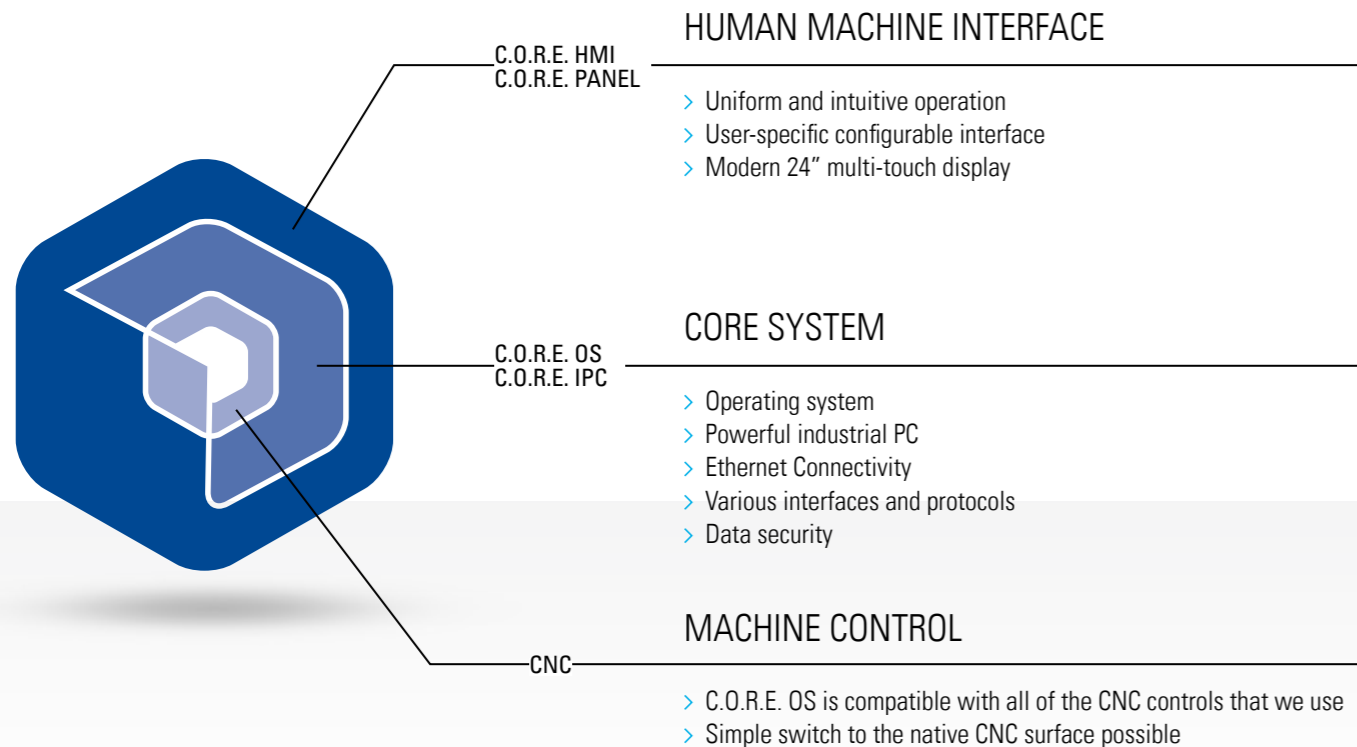 HUMAN MACHINE INTERFACE
C.O.R.E. HMI
C.O.R.E. PANEL
> Uniform and intuitive operation
> User-specific configurable interface
> Modern 24” multi-touch display
CORE SYSTEM
C.O.R.E. OS
C.O.R.E. IPC
> Operating system
> Powerful industrial PC
> Ethernet Connectivity
> Various interfaces and protocols
> Data security
MACHINE CONTROL
CNC
> C.O.R.E. OS is compatible with all of the CNC controls that we use
> Simple switch to the native CNC surface possible